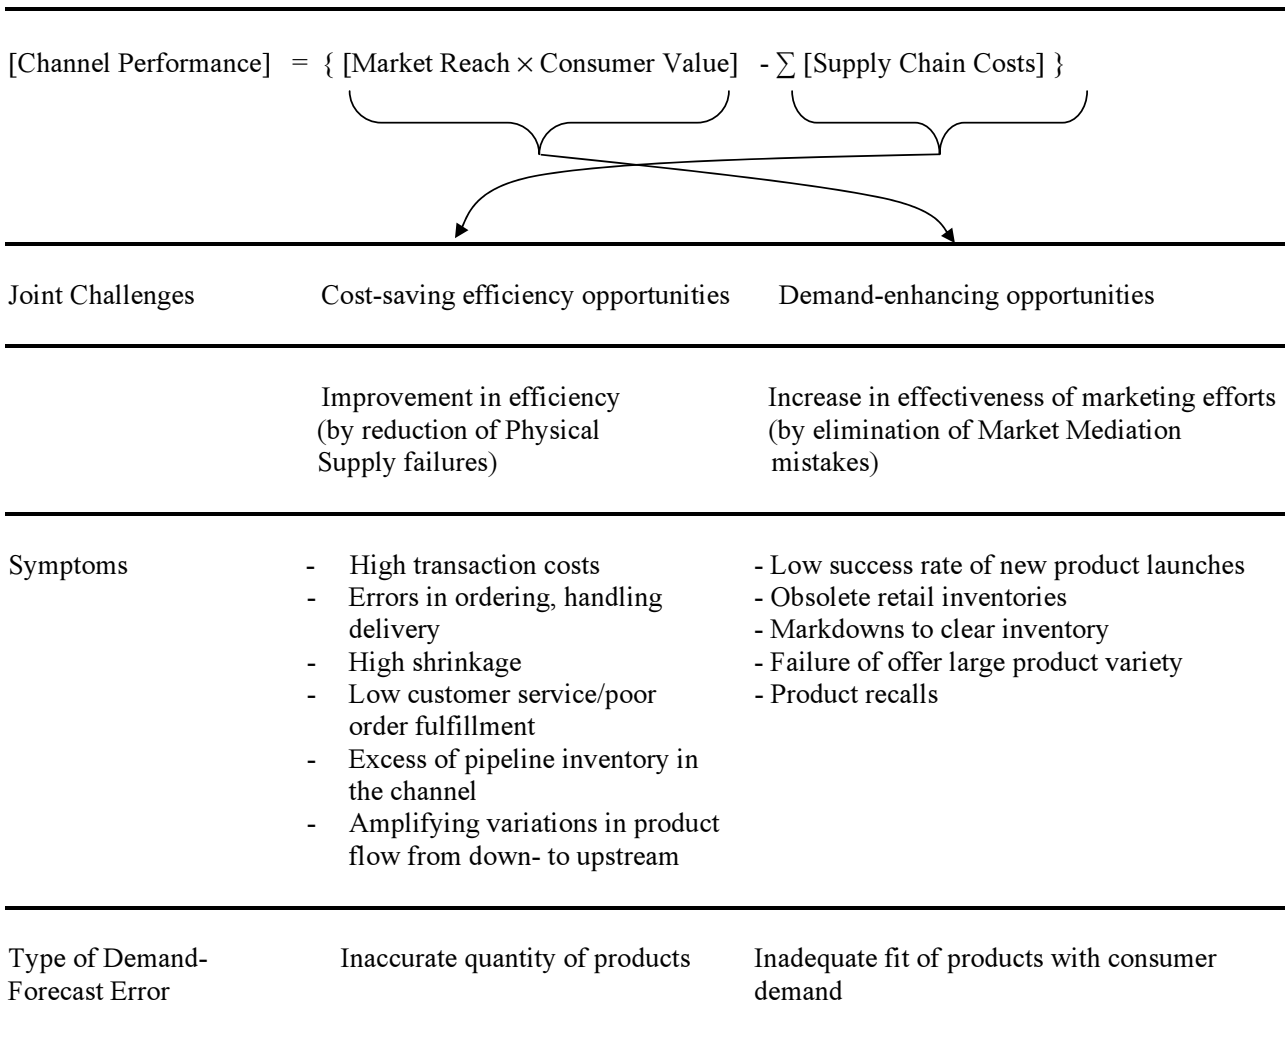 [Channel Performance] = { [Market Reach × Consumer Value] - ∑ [Supply Chain Costs] }
Joint Challenges Cost-saving efficiency opportunities Demand-enhancing opportunities
Improvement in efficiency
(by reduction of Physical
Supply failures)
Increase in effectiveness of marketing efforts
(by elimination of Market Mediation
mistakes)
Symptoms
- High transaction costs
- Errors in ordering, handling
delivery
- High shrinkage
- Low customer service/poor
order fulfillment
- Excess of pipeline inventory in
the channel
- Amplifying variations in product
flow from down- to upstream
- Low success rate of new product launches
- Obsolete retail inventories
- Markdowns to clear inventory
- Failure of offer large product variety
- Product recalls
Type of Demand-
Forecast Error
Inaccurate quantity of products
Inadequate fit of products with consumer
demand